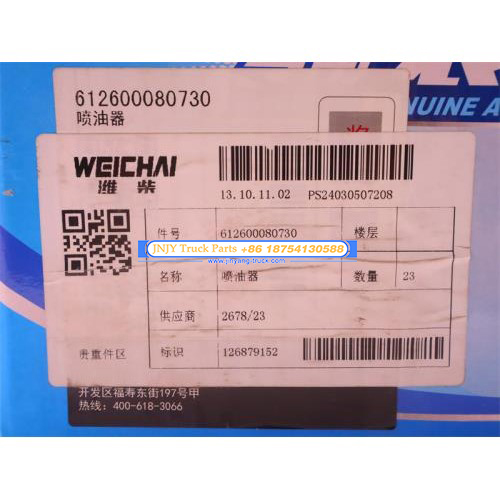 NUINE A
612600080730
喷油器
WEICHAI
潍柴
13.10.11.02 PS24030507208
件号 612600080730 楼层
JNJY Truck Parts +86 18754130588
www.jinyang-truck.com
名称 喷油器 数量 23
供应商 2678/23
贵重件区 标识 126879152
开发区福寿东街197号甲
热线：400-618-3066